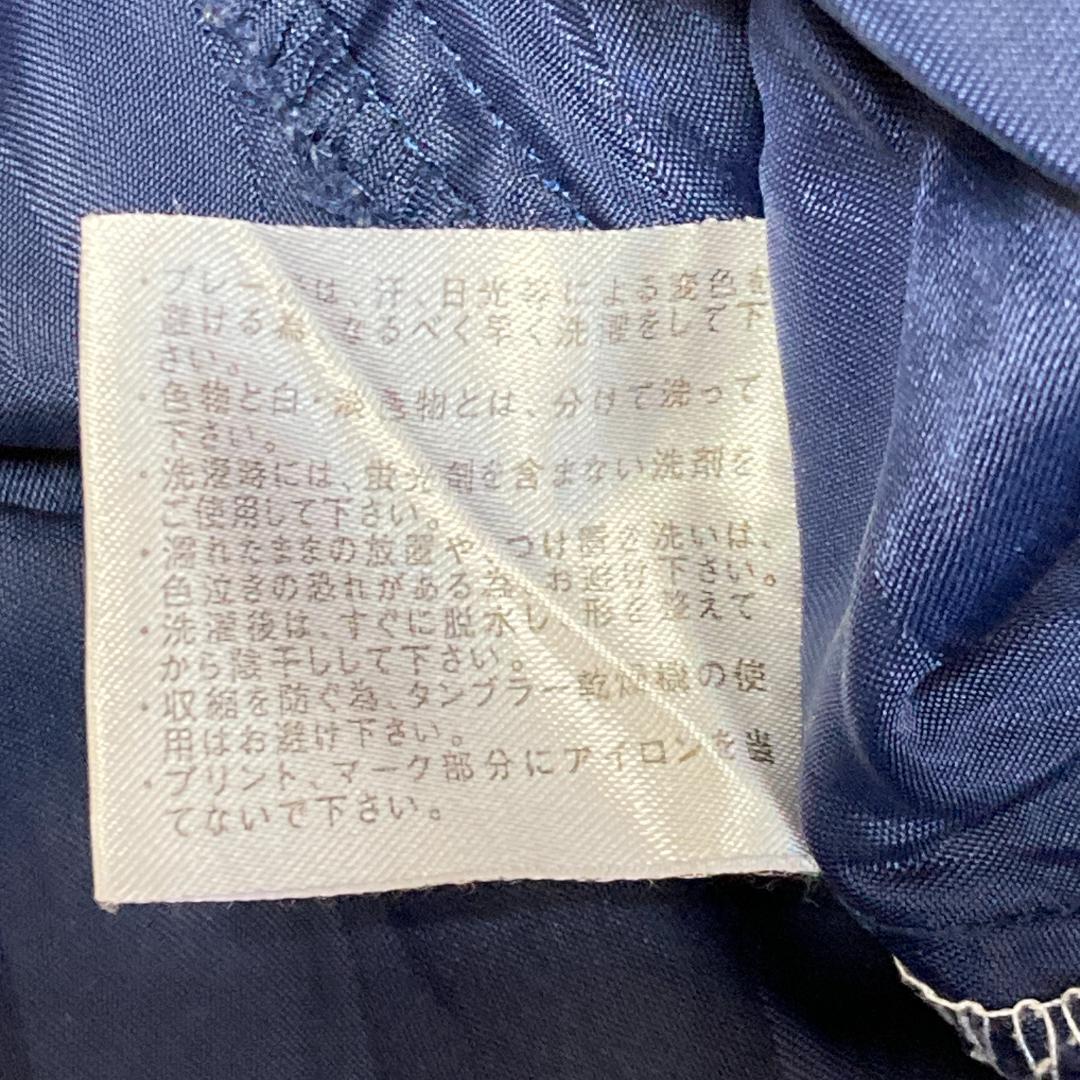 ・プレー後は、汗、日光等による変色を
避ける為、なるべく早く洗濯をして下
さい。
・色物と白・淡色物とは、分けて洗って
下さい。
・洗濯時には、蛍光剤を含まない洗剤を
ご使用して下さい。
・濡れたままの放置や、つけ置き洗いは、
色泣きの恐れがある為、お避け下さい。
・洗濯後は、すぐに脱水し、形を整えて
から陰干しして下さい。
・収縮を防ぐ為、タンブラー乾燥機の使
用はお避け下さい。
・プリント、マーク部分にアイロンを当
てないで下さい。